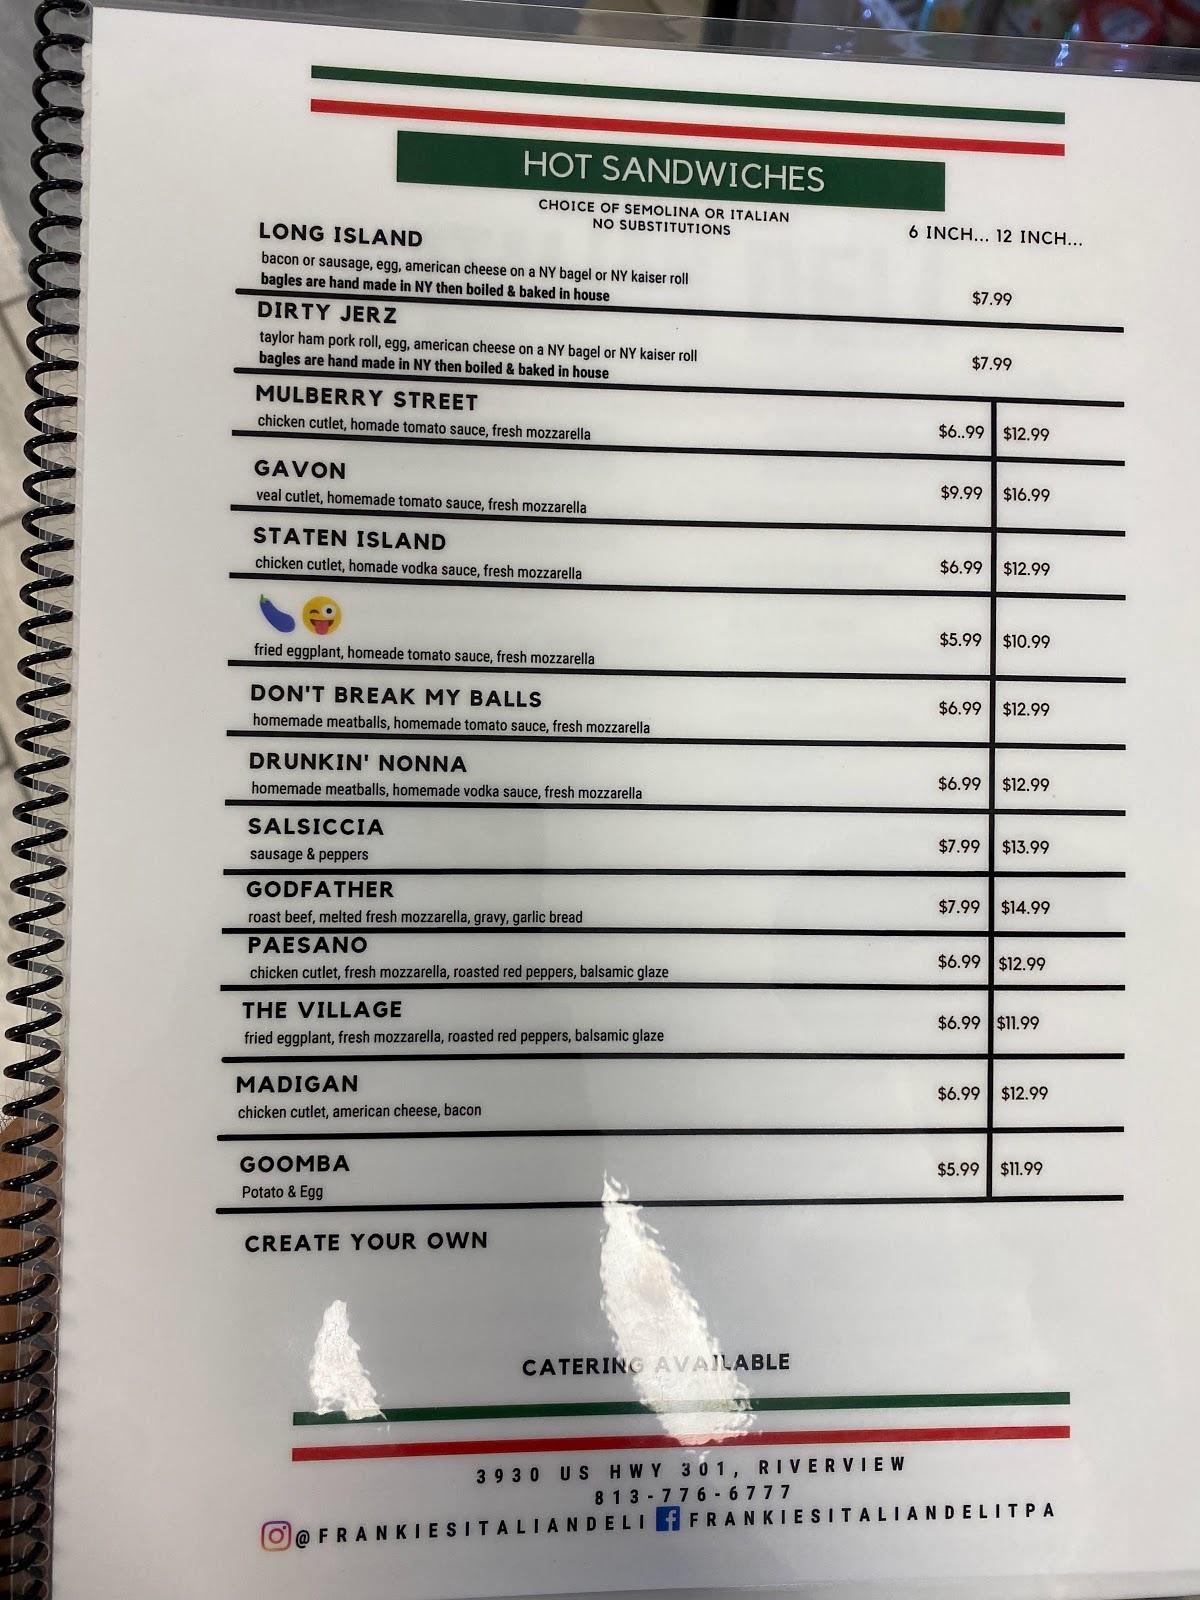 HOT SANDWICHES
CHOICE OF SEMOLINA OR ITALIAN
NO SUBSTITUTIONS
6 INCH... 12 INCH...
LONG ISLAND
bacon or sausage, egg, american cheese on a NY bagel or NY kaiser roll
bagles are hand made in NY then boiled & baked in house
$7.99
DIRTY JERZ
taylor ham pork roll, egg, american cheese on a NY bagel or NY kaiser roll
bagles are hand made in NY then boiled & baked in house
$7.99
MULBERRY STREET
chicken cutlet, homade tomato sauce, fresh mozzarella
$6..99 $12.99
GAVON
veal cutlet, homemade tomato sauce, fresh mozzarella
$9.99 $16.99
STATEN ISLAND
chicken cutlet, homade vodka sauce, fresh mozzarella
$6.99 $12.99
🍆😜
fried eggplant, homeade tomato sauce, fresh mozzarella
$5.99 $10.99
DON'T BREAK MY BALLS
homemade meatballs, homemade tomato sauce, fresh mozzarella
$6.99 $12.99
DRUNKIN' NONNA
homemade meatballs, homemade vodka sauce, fresh mozzarella
$6.99 $12.99
SALSICCIA
sausage & peppers
$7.99 $13.99
GODFATHER
roast beef, melted fresh mozzarella, gravy, garlic bread
$7.99 $14.99
PAESANO
chicken cutlet, fresh mozzarella, roasted red peppers, balsamic glaze
$6.99 $12.99
THE VILLAGE
fried eggplant, fresh mozzarella, roasted red peppers, balsamic glaze
$6.99 $11.99
MADIGAN
chicken cutlet, american cheese, bacon
$6.99 $12.99
GOOMBA
Potato & Egg
$5.99 $11.99
CREATE YOUR OWN
CATERING AVAILABLE
3930 US HWY 301, RIVERVIEW
813-776-6777
@FRANKIESITALIANDELI FRANKIESITALIANDELITPA